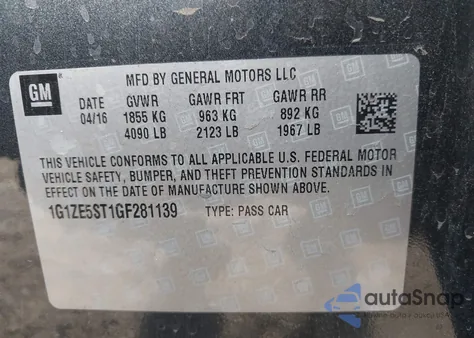 GM
MFD BY GENERAL MOTORS LLC
DATE GVWR GAWR FRT GAWR RR
04/16 1855 KG 963 KG 892 KG
4090 LB 2123 LB 1967 LB
THIS VEHICLE CONFORMS TO ALL APPLICABLE U.S. FEDERAL MOTOR
VEHICLE SAFETY, BUMPER, AND THEFT PREVENTION STANDARDS IN
EFFECT ON THE DATE OF MANUFACTURE SHOWN ABOVE.
1G1ZE5ST1GF281139 TYPE: PASS CAR
autaSnap